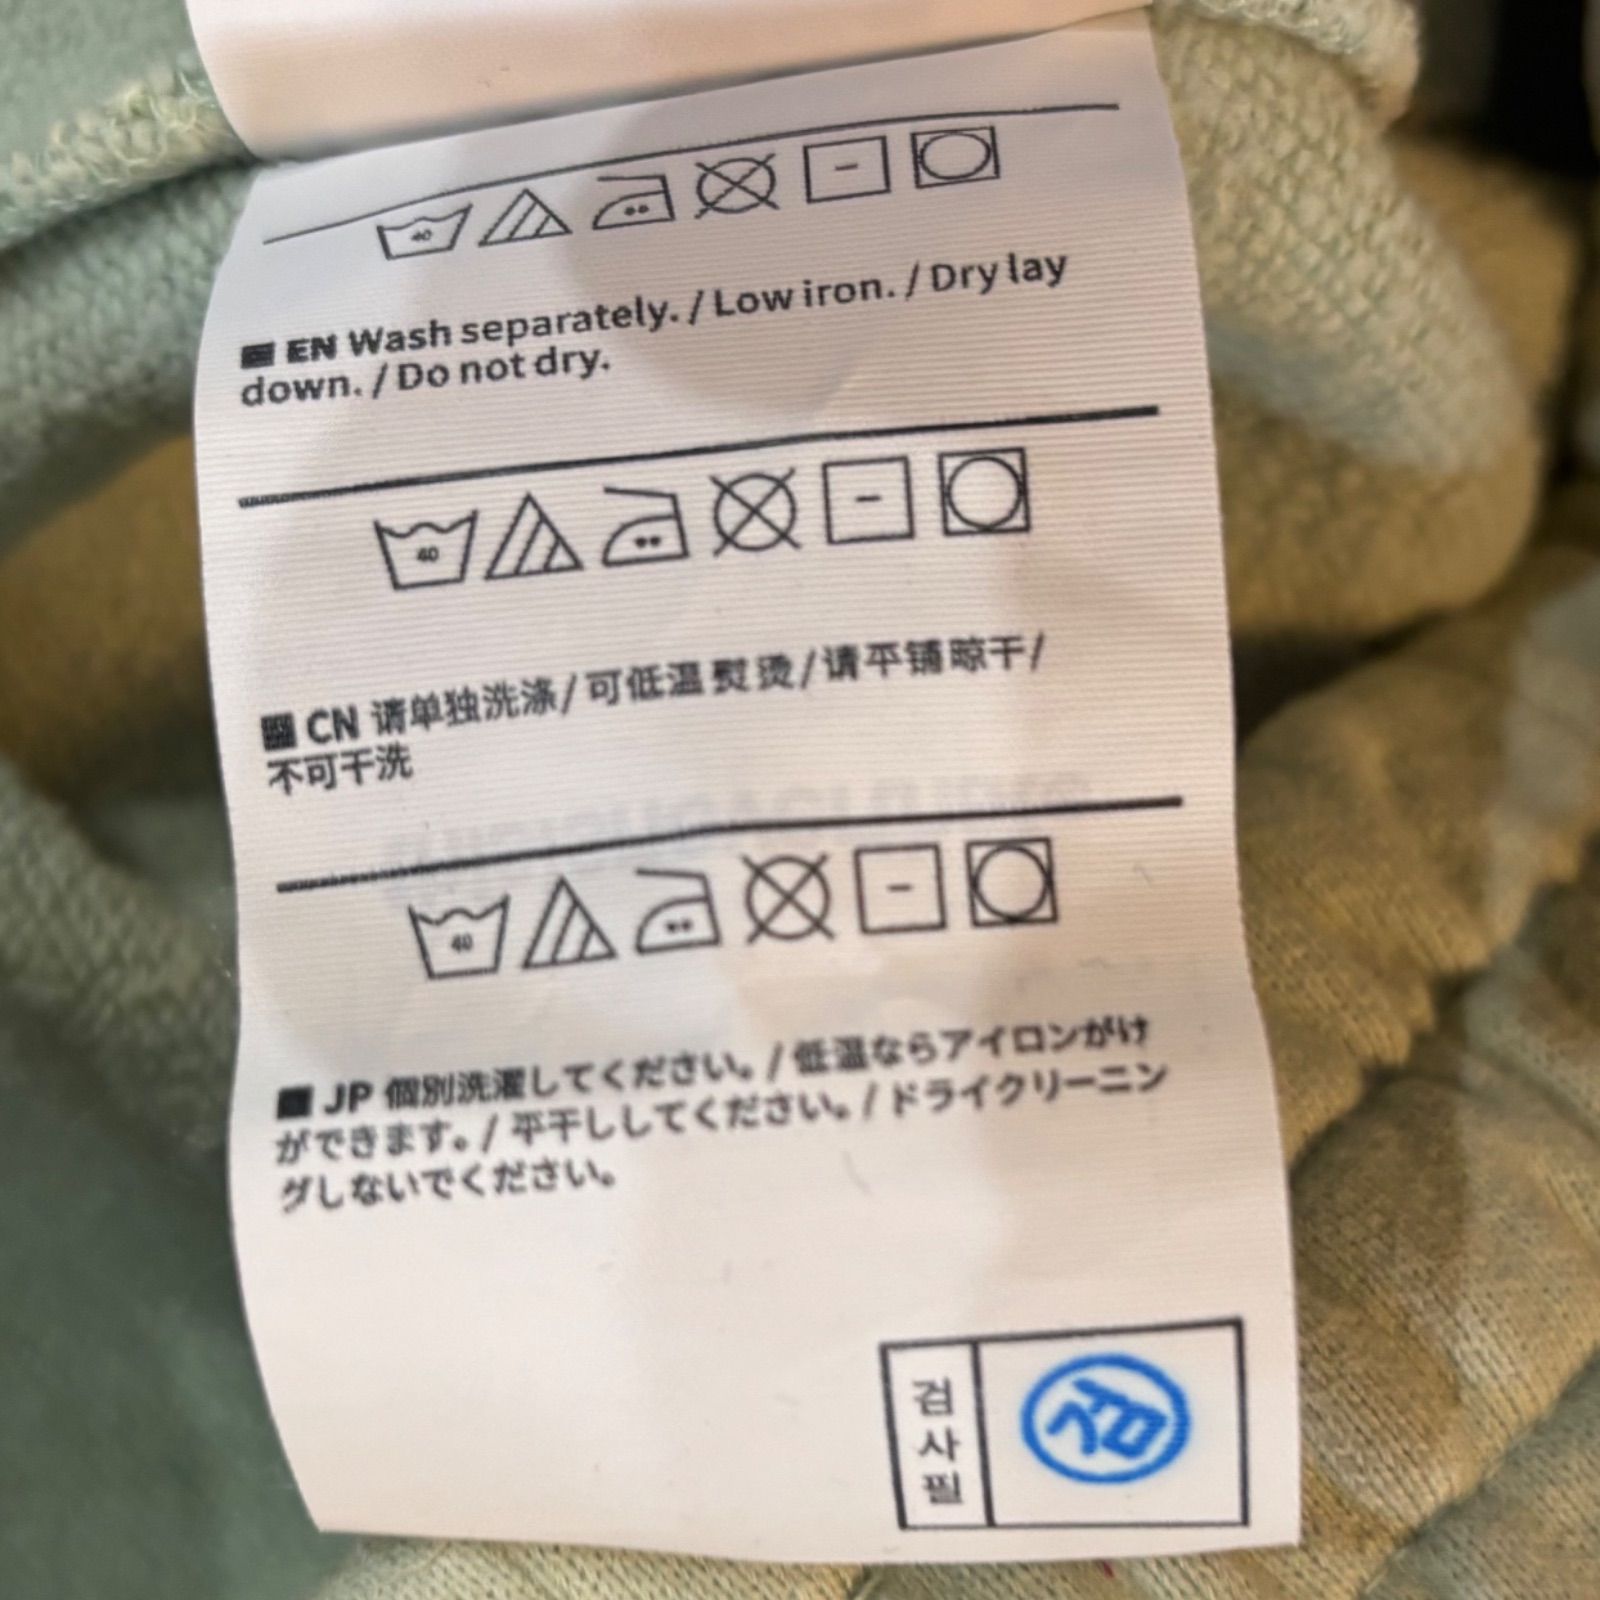 40
EN Wash separately. / Low iron. / Dry lay
down. / Do not dry.
40
CN 请单独洗涤/可低温熨烫/请平铺晾干/
不可干洗
40
JP 個別洗濯してください。/ 低温ならアイロンがけ
ができます。/ 平干ししてください。/ ドライクリーニン
グしないでください。
검사필
검